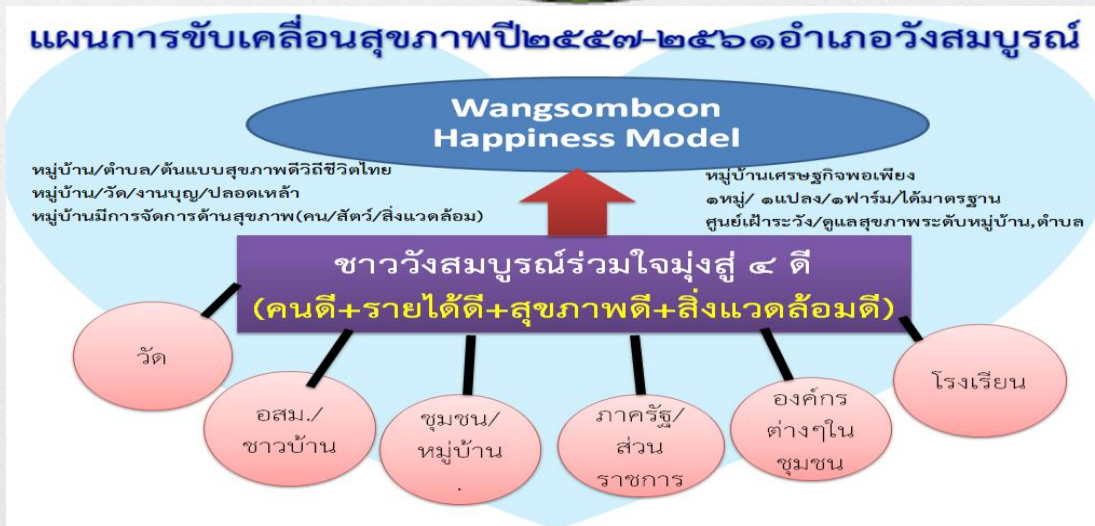 แผนการขับเคลื่อนสุขภาพปี๒๕๕๗-๒๕๖๑อำเภอวังสมบูรณ์
Wangsomboon
Happiness Model
หมู่บ้าน/ตำบล/ต้นแบบสุขภาพดีวิถีชีวิตไทย
หมู่บ้าน/วัด/งานบุญ/ปลอดเหล้า
หมู่บ้านมีการจัดการด้านสุขภาพ(คน/สัตว์/สิ่งแวดล้อม)
หมู่บ้านเศรษฐกิจพอเพียง
๑หมู่/ ๑แปลง/๑ฟาร์ม/ได้มาตรฐาน
ศูนย์เฝ้าระวัง/ดูแลสุขภาพระดับหมู่บ้าน,ตำบล
ชาววังสมบูรณ์ร่วมใจมุ่งสู่ ๔ ดี
(คนดี+รายได้ดี+สุขภาพดี+สิ่งแวดล้อมดี)
วัด
อสม./
ชาวบ้าน
ชุมชน/
หมู่บ้าน
.
ภาครัฐ/
ส่วน
ราชการ
องค์กร
ต่างๆใน
ชุมชน
โรงเรียน